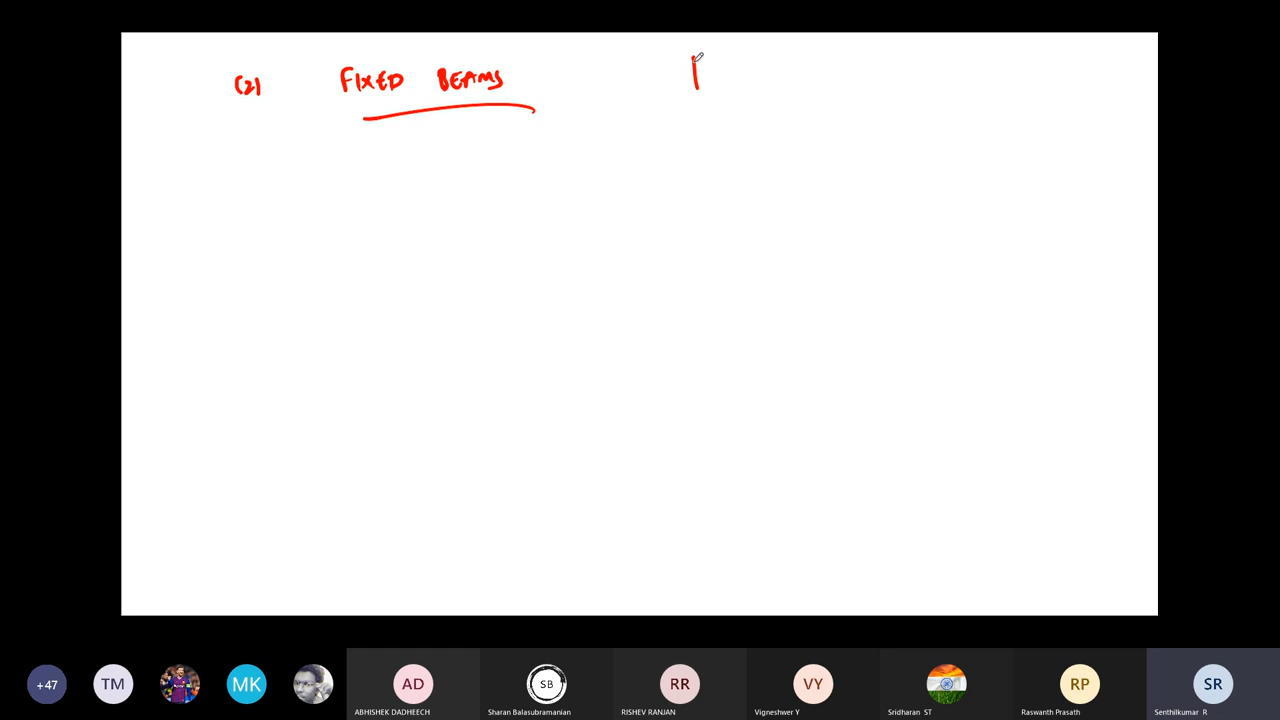 (2) FIXED BEAMS
+47 TM MK AD SB RR VY RP SR
ABHISHEK DADHEECH Sharan Balasubramanian RISHEV RANJAN Vigneshwer Y Sridharan ST Raswanth Prasath Senthilkumar R